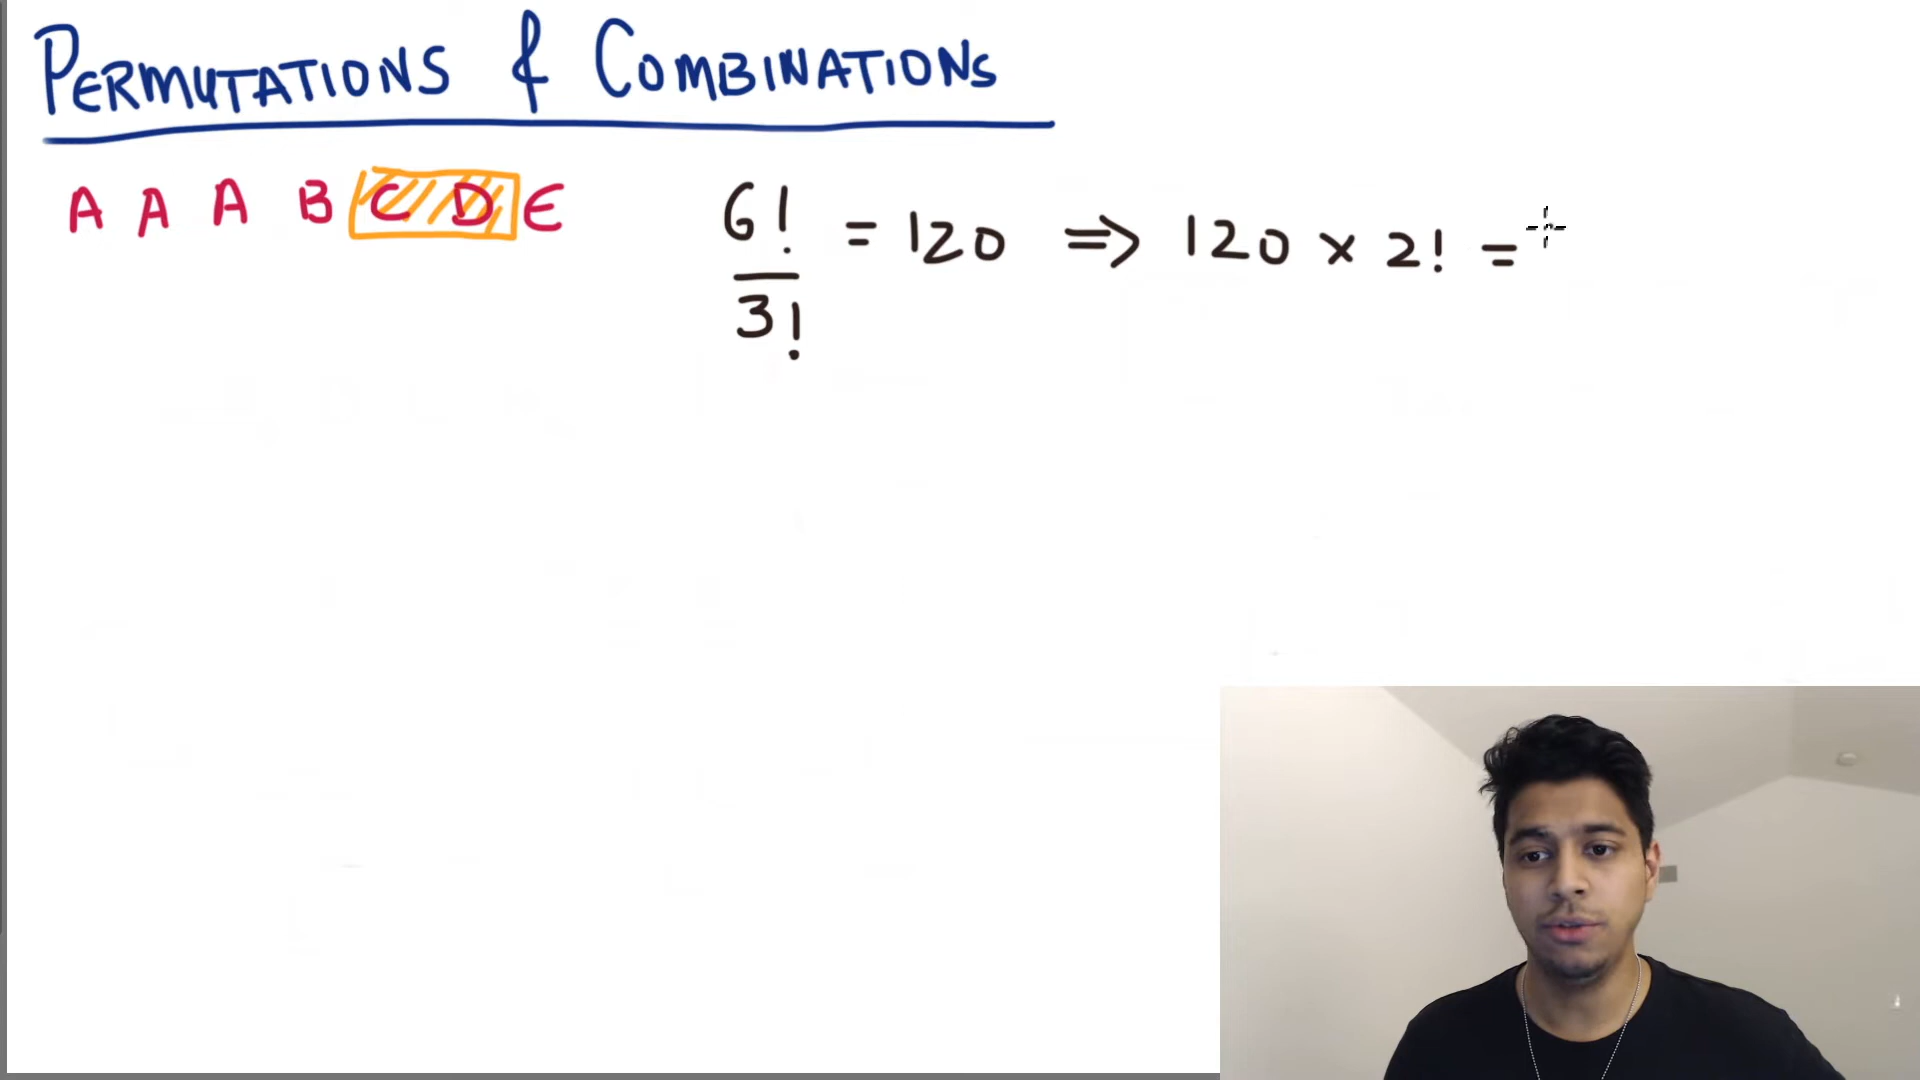 PERMUTATIONS & COMBINATIONS
A A A B C D E
6!/3! = 120 ⇒ 120 × 2! =